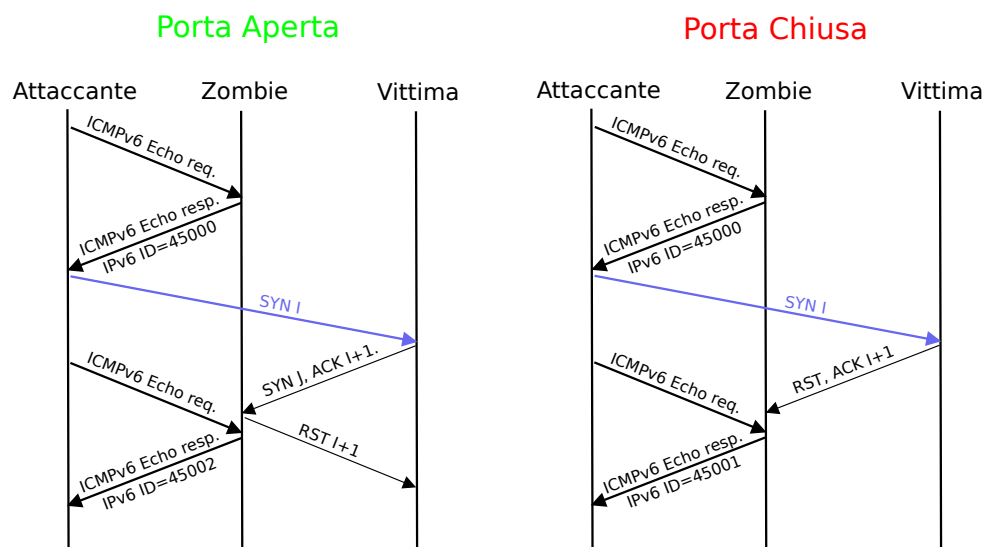 Porta Aperta
Attaccante
Zombie
Vittima
ICMPv6 Echo req.
ICMPv6 Echo resp.
IPv6 ID=45000
SYN I
SYN J, ACK I+1.
ICMPv6 Echo req.
RST I+1
ICMPv6 Echo resp.
IPv6 ID=45002
Porta Chiusa
Attaccante
Zombie
Vittima
ICMPv6 Echo req.
ICMPv6 Echo resp.
IPv6 ID=45000
SYN I
RST, ACK I+1
ICMPv6 Echo req.
ICMPv6 Echo resp.
IPv6 ID=45001